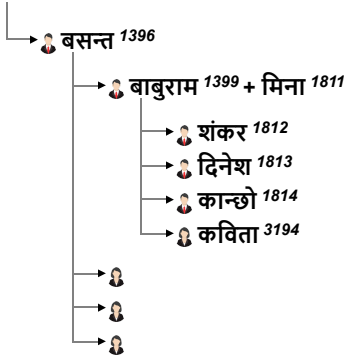 बसन्त 1396
बाबुराम 1399 + मिना 1811
शंकर 1812
दिनेश 1813
कान्छो 1814
कविता 3194